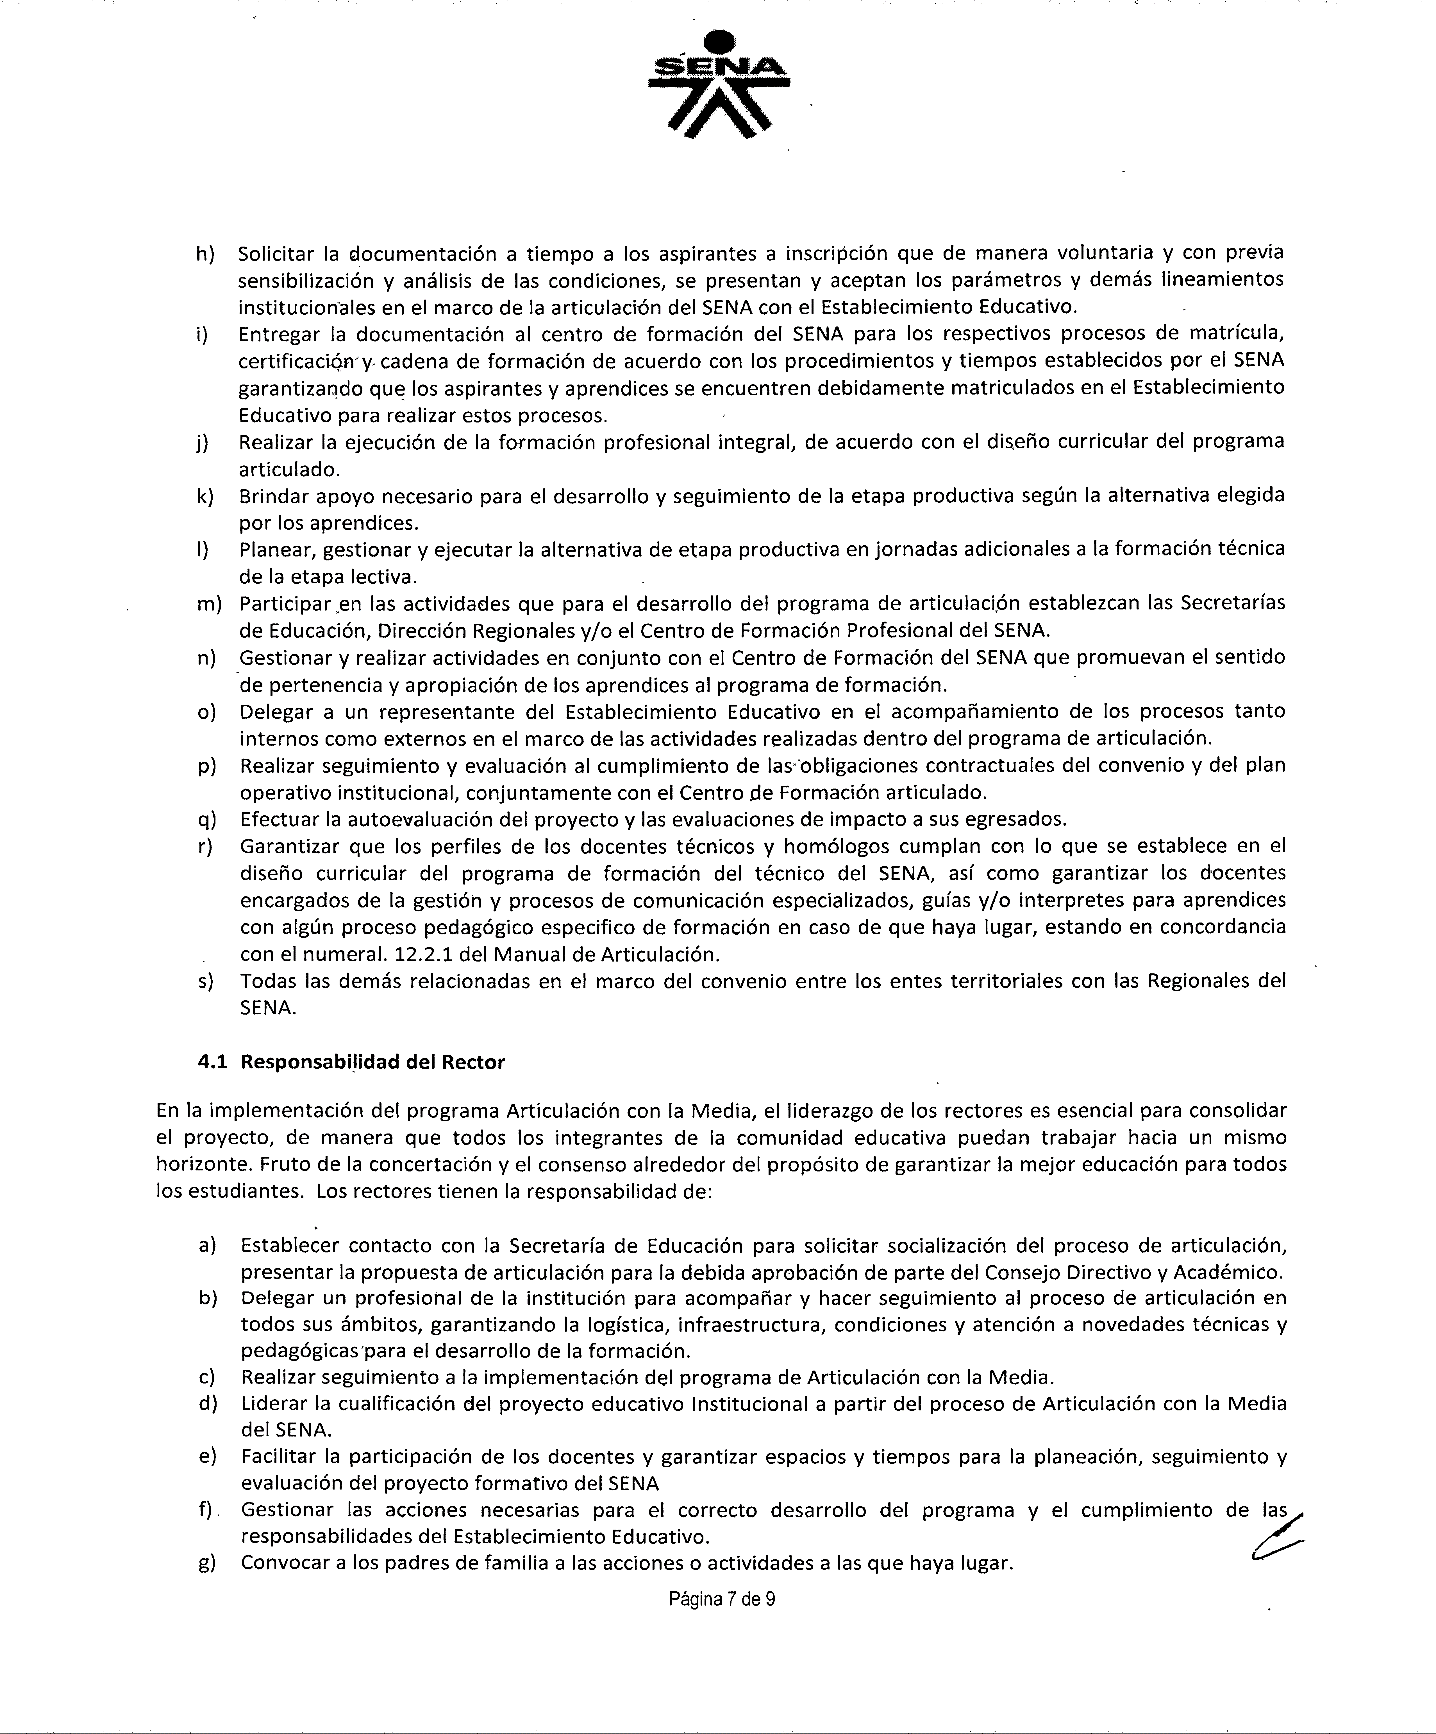 SENA
h) Solicitar la documentación a tiempo a los aspirantes a inscripción que de manera voluntaria y con previa
sensibilización y análisis de las condiciones, se presentan y aceptan los parámetros y demás lineamientos
institucionales en el marco de la articulación del SENA con el Establecimiento Educativo.
i) Entregar la documentación al centro de formación del SENA para los respectivos procesos de matrícula,
certificación y cadena de formación de acuerdo con los procedimientos y tiempos establecidos por el SENA
garantizando que los aspirantes y aprendices se encuentren debidamente matriculados en el Establecimiento
Educativo para realizar estos procesos.
j) Realizar la ejecución de la formación profesional integral, de acuerdo con el diseño curricular del programa
articulado.
k) Brindar apoyo necesario para el desarrollo y seguimiento de la etapa productiva según la alternativa elegida
por los aprendices.
l) Planear, gestionar y ejecutar la alternativa de etapa productiva en jornadas adicionales a la formación técnica
de la etapa lectiva.
m) Participar en las actividades que para el desarrollo del programa de articulación establezcan las Secretarías
de Educación, Dirección Regionales y/o el Centro de Formación Profesional del SENA.
n) Gestionar y realizar actividades en conjunto con el Centro de Formación del SENA que promuevan el sentido
de pertenencia y apropiación de los aprendices al programa de formación.
o) Delegar a un representante del Establecimiento Educativo en el acompañamiento de los procesos tanto
internos como externos en el marco de las actividades realizadas dentro del programa de articulación.
p) Realizar seguimiento y evaluación al cumplimiento de las obligaciones contractuales del convenio y del plan
operativo institucional, conjuntamente con el Centro de Formación articulado.
q) Efectuar la autoevaluación del proyecto y las evaluaciones de impacto a sus egresados.
r) Garantizar que los perfiles de los docentes técnicos y homólogos cumplan con lo que se establece en el
diseño curricular del programa de formación del técnico del SENA, así como garantizar los docentes
encargados de la gestión y procesos de comunicación especializados, guías y/o interpretes para aprendices
con algún proceso pedagógico especifico de formación en caso de que haya lugar, estando en concordancia
con el numeral. 12.2.1 del Manual de Articulación.
s) Todas las demás relacionadas en el marco del convenio entre los entes territoriales con las Regionales del
SENA.
4.1 Responsabilidad del Rector
En la implementación del programa Articulación con la Media, el liderazgo de los rectores es esencial para consolidar
el proyecto, de manera que todos los integrantes de la comunidad educativa puedan trabajar hacia un mismo
horizonte. Fruto de la concertación y el consenso alrededor del propósito de garantizar la mejor educación para todos
los estudiantes. Los rectores tienen la responsabilidad de:
a) Establecer contacto con la Secretaría de Educación para solicitar socialización del proceso de articulación,
presentar la propuesta de articulación para la debida aprobación de parte del Consejo Directivo y Académico.
b) Delegar un profesional de la institución para acompañar y hacer seguimiento al proceso de articulación en
todos sus ámbitos, garantizando la logística, infraestructura, condiciones y atención a novedades técnicas y
pedagógicas para el desarrollo de la formación.
c) Realizar seguimiento a la implementación del programa de Articulación con la Media.
d) Liderar la cualificación del proyecto educativo Institucional a partir del proceso de Articulación con la Media
del SENA.
e) Facilitar la participación de los docentes y garantizar espacios y tiempos para la planeación, seguimiento y
evaluación del proyecto formativo del SENA
f) Gestionar las acciones necesarias para el correcto desarrollo del programa y el cumplimiento de las
responsabilidades del Establecimiento Educativo.
g) Convocar a los padres de familia a las acciones o actividades a las que haya lugar.
Página 7 de 9